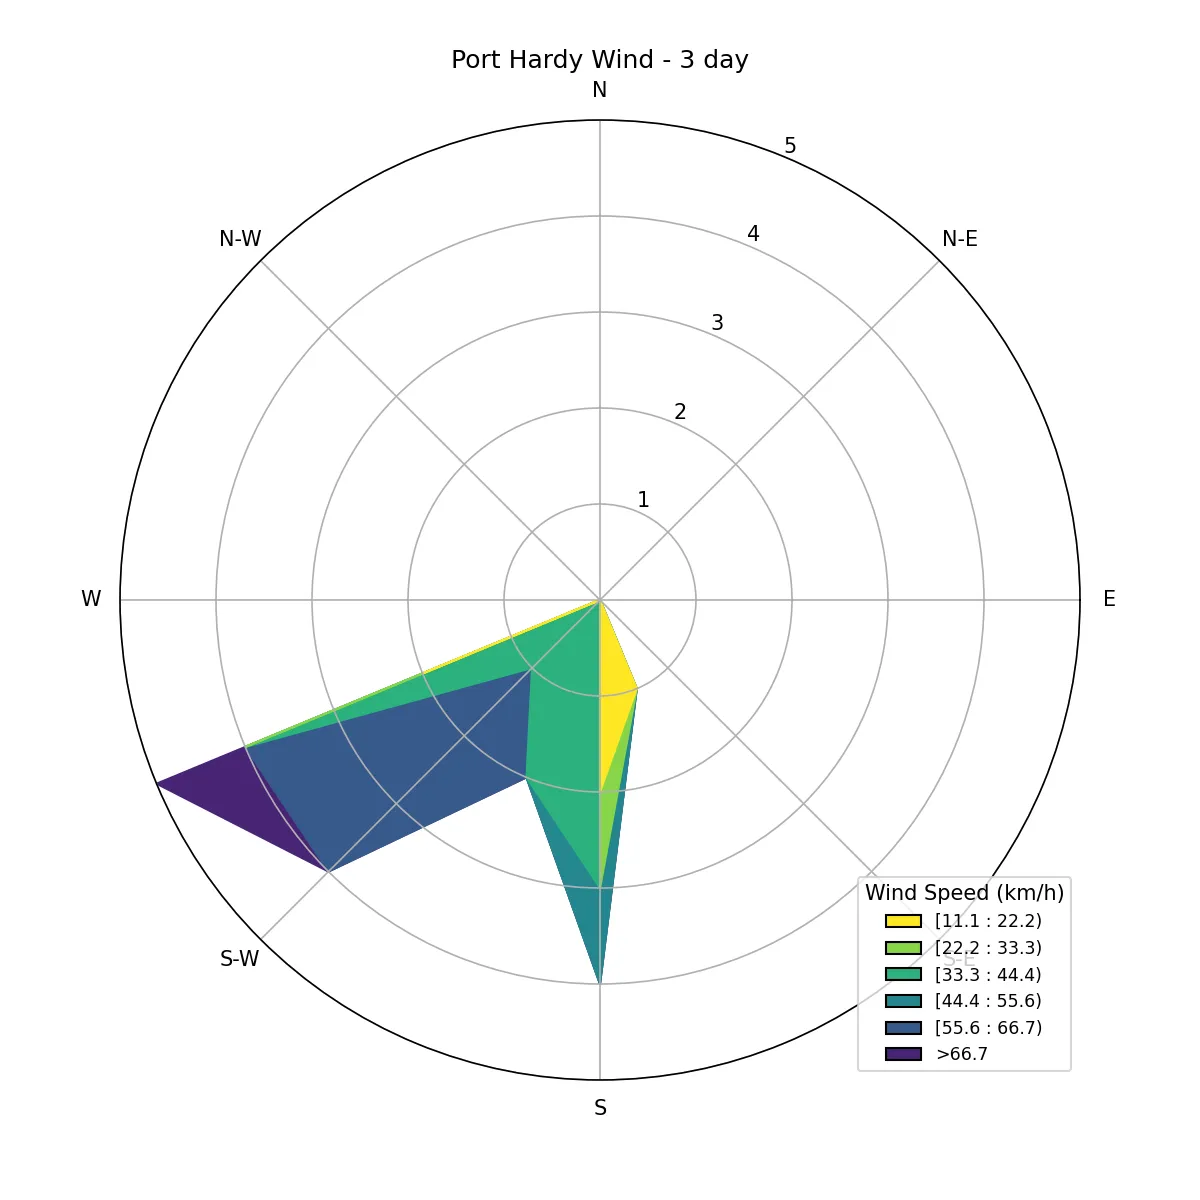 Port Hardy Wind - 3 day
N
5
N-W
4
N-E
3
2
1
W
E
Wind Speed (km/h)
[11.1 : 22.2)
[22.2 : 33.3)
S-W
S-E
[33.3 : 44.4)
[44.4 : 55.6)
[55.6 : 66.7)
>66.7
S